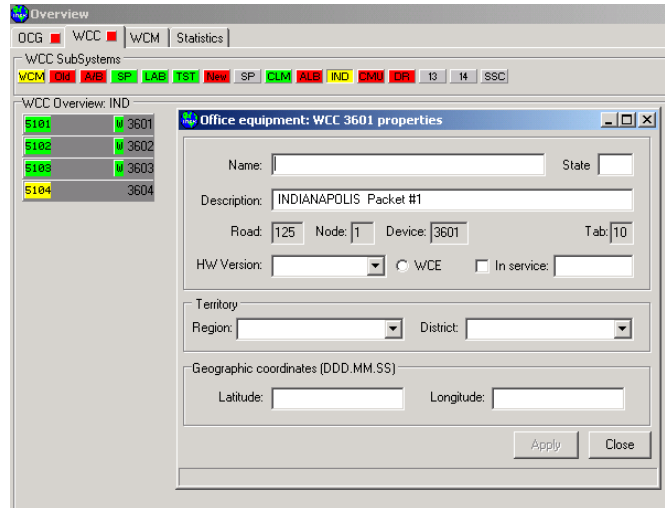 Overview
OCG WCC WCM Statistics
WCC SubSystems
WCM Old A/B SP LAB TST New SP CLM ALB IND CMU DR 13 14 SSC
WCC Overview: IND
5101 W 3601
5102 W 3602
5103 W 3603
5104 3604
Office equipment: WCC 3601 properties
Name: State
Description: INDIANAPOLIS Packet #1
Road: 125 Node: 1 Device: 3601 Tab: 10
HW Version: WCE In service:
Territory
Region: District:
Geographic coordinates (DDD.MM.SS)
Latitude: Longitude:
Apply Close